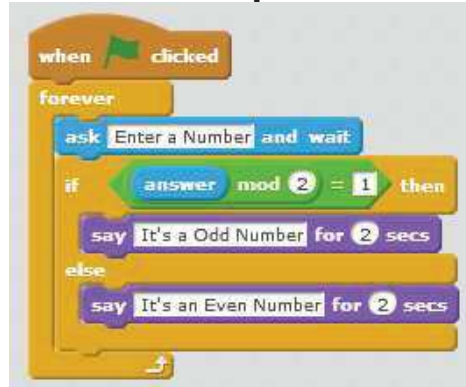 when clicked
forever
ask Enter a Number and wait
if answer mod 2 = 1 then
say It's a Odd Number for 2 secs
else
say It's an Even Number for 2 secs